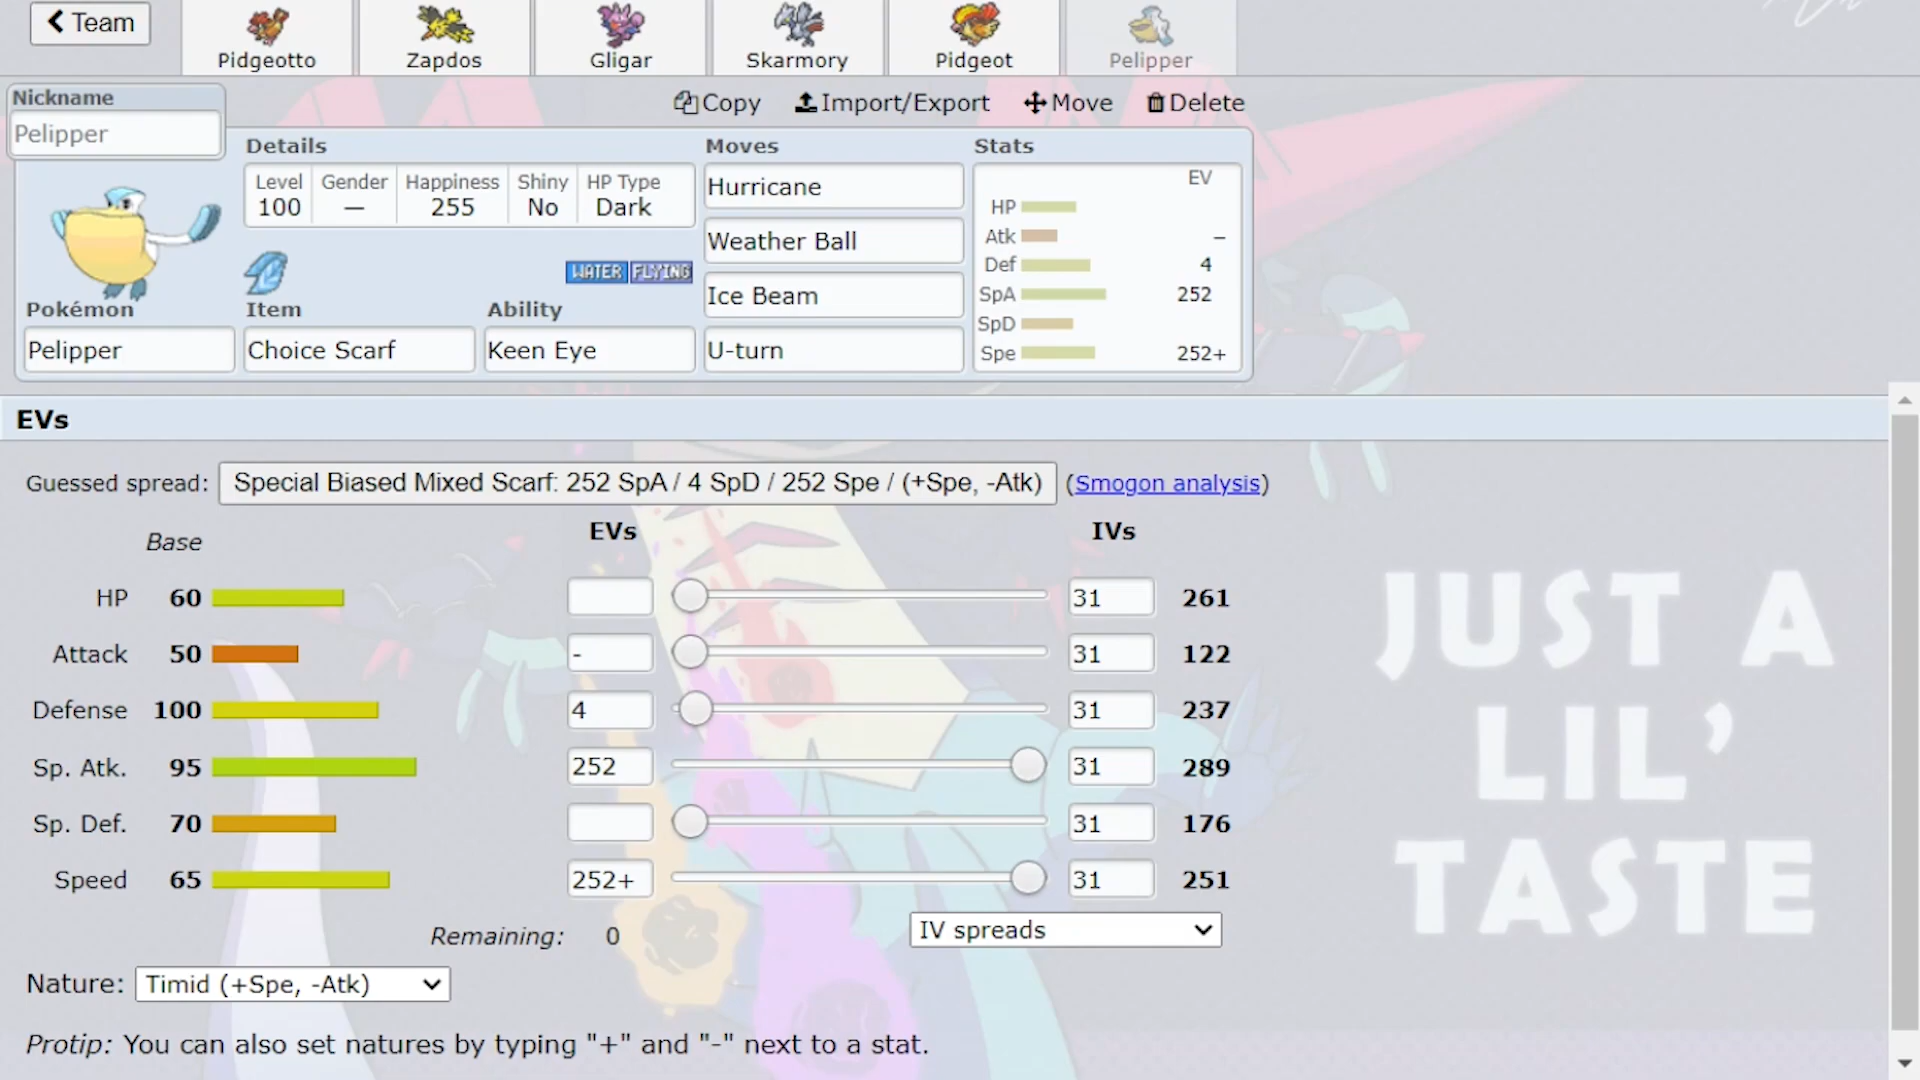 Team
Pidgeotto
Zapdos
Gligar
Skarmory
Pidgeot
Pelipper
Nickname
Pelipper
Copy
Import/Export
Move
Delete
Details
Moves
Stats
Level
100
Gender
—
Happiness
255
Shiny
No
HP Type
Dark
Hurricane
Weather Ball
Ice Beam
U-turn
EV
HP
Atk –
Def 4
SpA 252
SpD
Spe 252+
WATER FLYING
Pokémon
Pelipper
Item
Choice Scarf
Ability
Keen Eye
EVs
Guessed spread: Special Biased Mixed Scarf: 252 SpA / 4 SpD / 252 Spe / (+Spe, -Atk) (Smogon analysis)
Base EVs IVs
HP 60 31 261
Attack 50 - 31 122
Defense 100 4 31 237
Sp. Atk. 95 252 31 289
Sp. Def. 70 31 176
Speed 65 252+ 31 251
Remaining: 0 IV spreads
Nature: Timid (+Spe, -Atk)
Protip: You can also set natures by typing "+" and "-" next to a stat.
JUST A
LIL'
TASTE